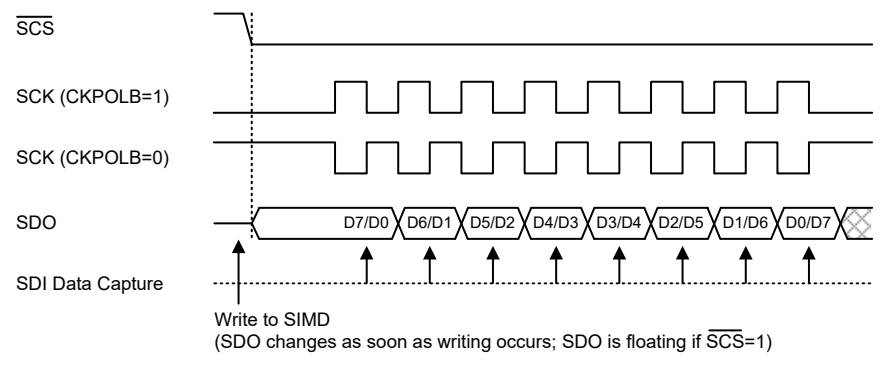 S̅C̅S̅
SCK (CKPOLB=1)
SCK (CKPOLB=0)
SDO
D7/D0 D6/D1 D5/D2 D4/D3 D3/D4 D2/D5 D1/D6 D0/D7
SDI Data Capture
Write to SIMD
(SDO changes as soon as writing occurs; SDO is floating if S̅C̅S̅=1)